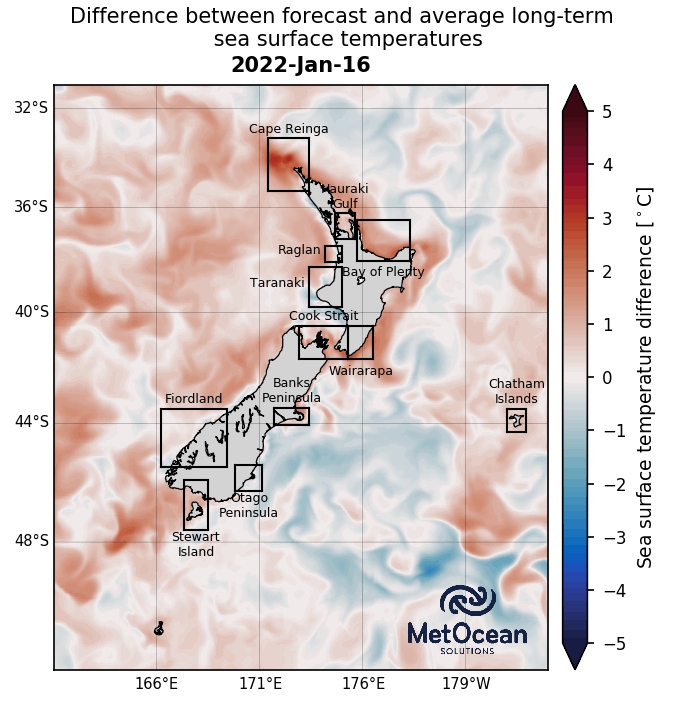 Difference between forecast and average long-term
sea surface temperatures
2022-Jan-16
32°S
36°S
40°S
44°S
48°S
166°E
171°E
176°E
179°W
Cape Reinga
Hauraki
Gulf
Raglan
Bay of Plenty
Taranaki
Cook Strait
Wairarapa
Banks
Peninsula
Fiordland
Chatham
Islands
Otago
Peninsula
Stewart
Island
MetOcean
SOLUTIONS
5
4
3
2
1
0
−1
−2
−3
−4
−5
Sea surface temperature difference [°C]